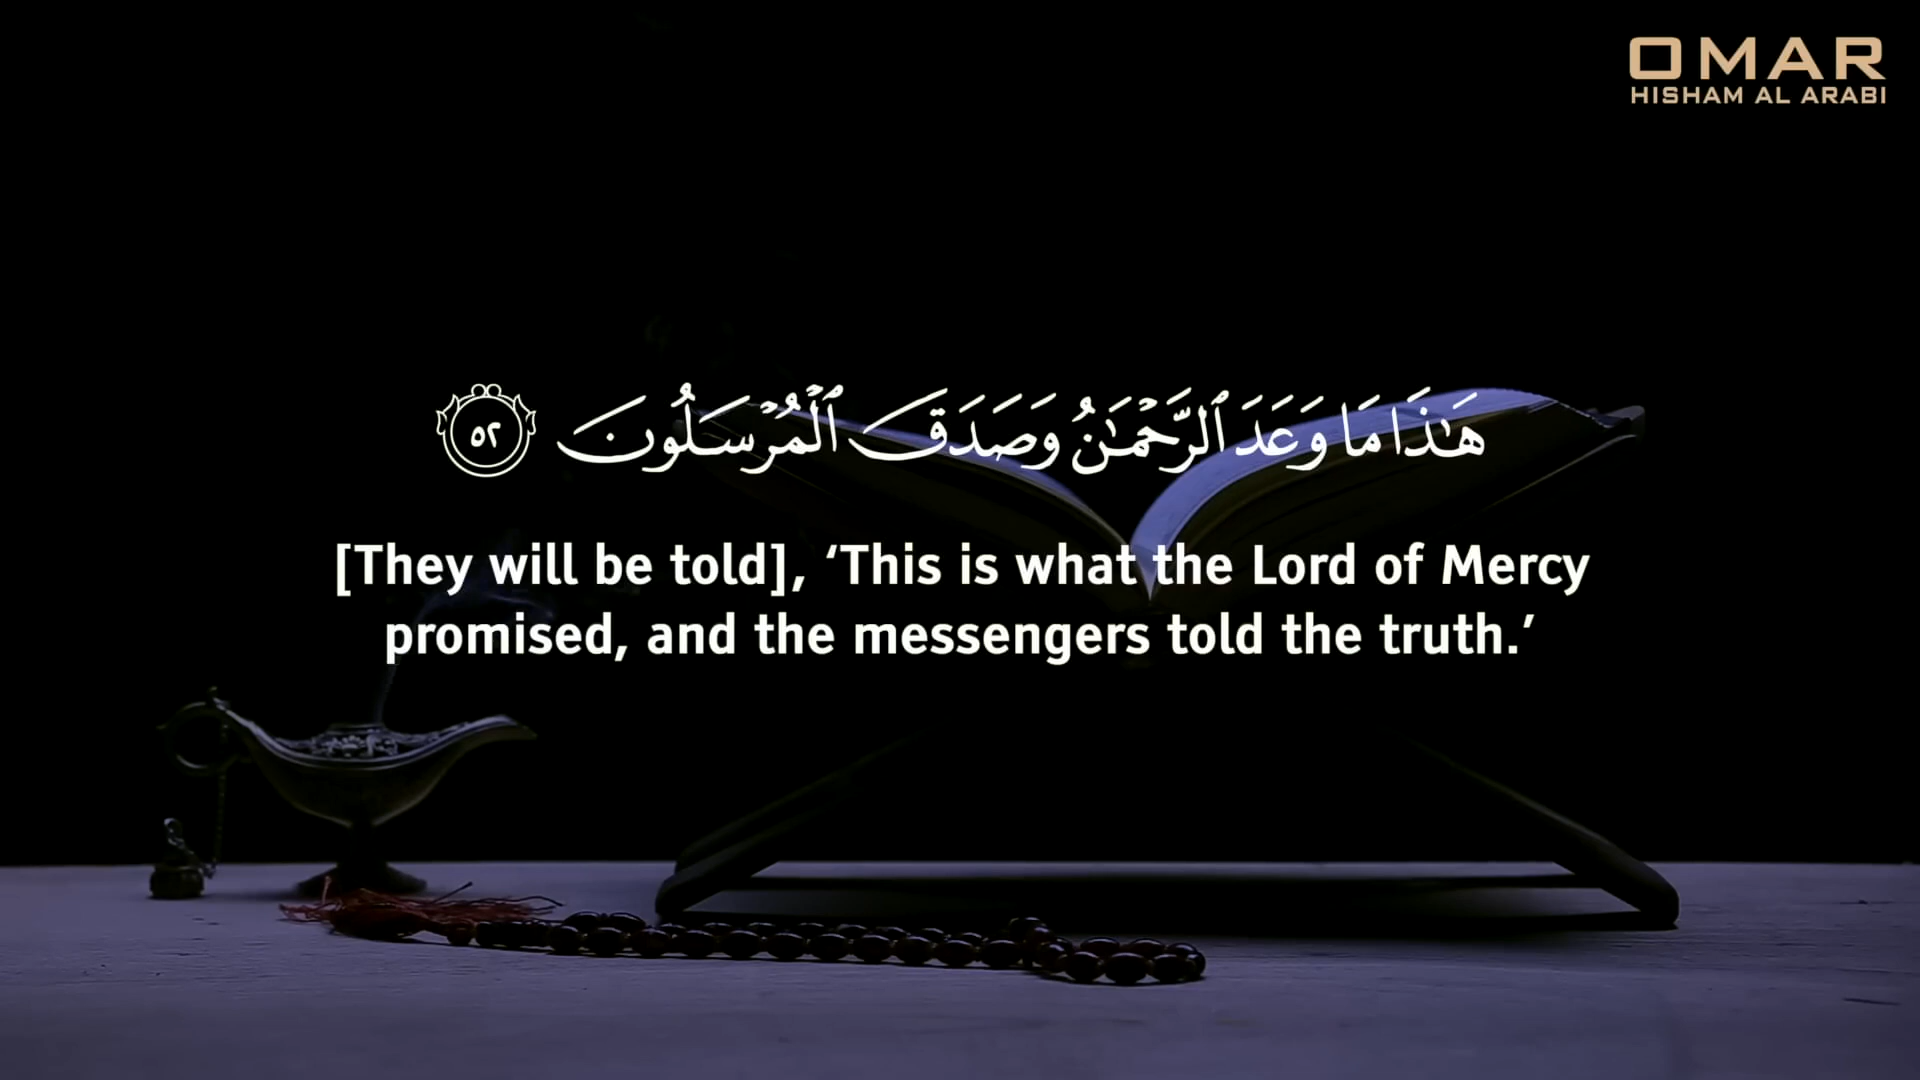 OMAR
HISHAM AL ARABI
هَـٰذَا مَا وَعَدَ ٱلرَّحْمَـٰنُ وَصَدَقَ ٱلْمُرْسَلُونَ ٥٢
[They will be told], ‘This is what the Lord of Mercy
promised, and the messengers told the truth.’